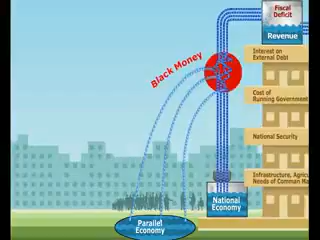 Fiscal
Deficit
Revenue
Black Money
Interest on
External Debt
Cost of
Running Government
National Security
Infrastructure, Agric
Needs of Comman Ma
National
Economy
Parallel
Economy